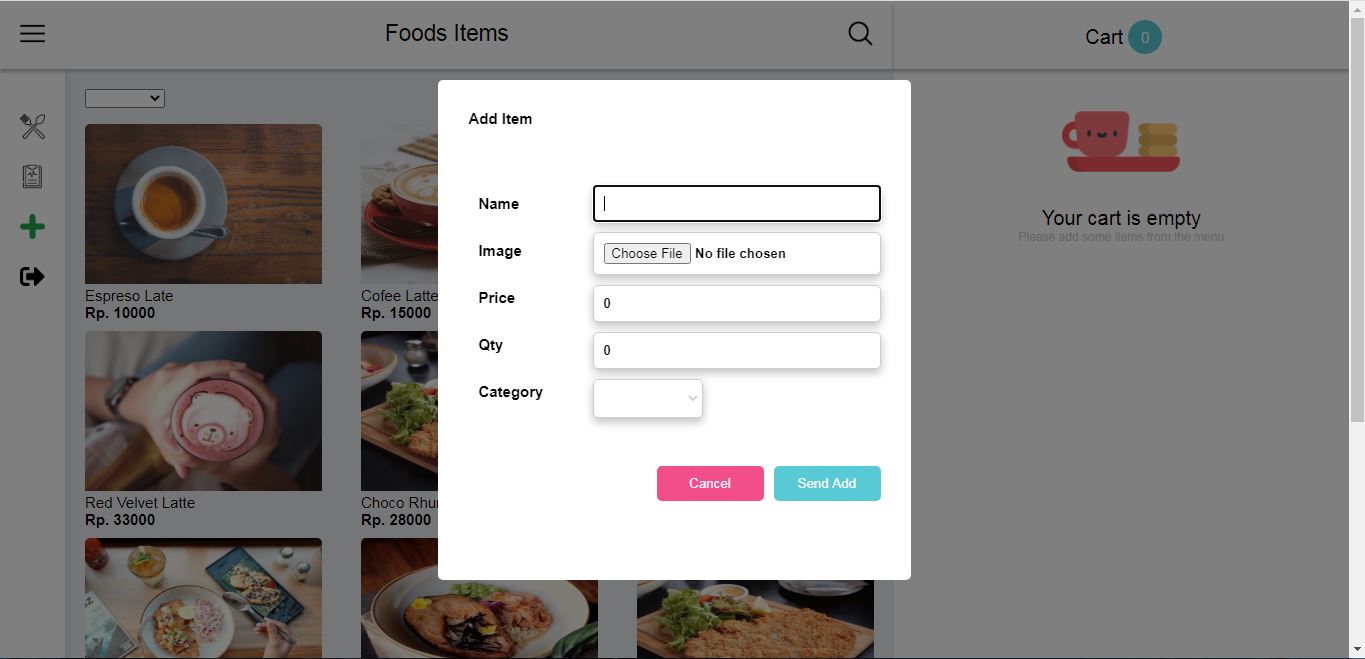 Foods Items
Cart 0
Add Item
Name
Image
Choose File No file chosen
Price
0
Qty
0
Category
Cancel
Send Add
Espreso Late
Rp. 10000
Cofee Latte
Rp. 15000
Red Velvet Latte
Rp. 33000
Choco
Rp. 28000
Your cart is empty
Please add some items from the menu